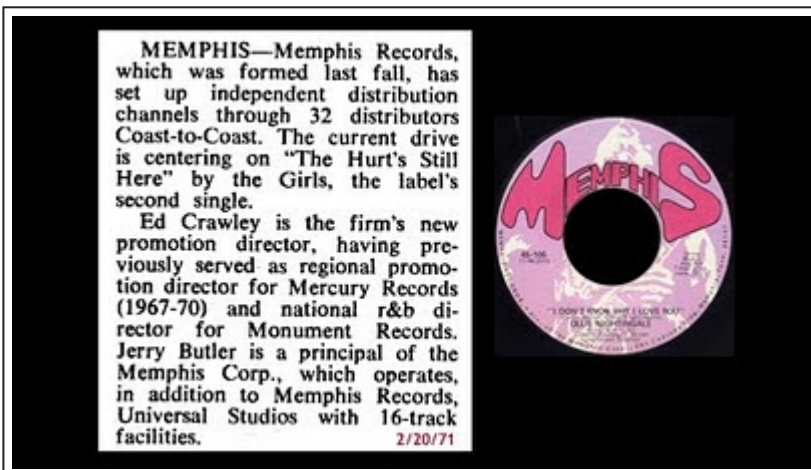 MEMPHIS—Memphis Records,
which was formed last fall, has
set up independent distribution
channels through 32 distributors
Coast-to-Coast. The current drive
is centering on “The Hurt's Still
Here” by the Girls, the label's
second single.
Ed Crawley is the firm's new
promotion director, having pre-
viously served as regional promo-
tion director for Mercury Records
(1967-70) and national r&b di-
rector for Monument Records.
Jerry Butler is a principal of the
Memphis Corp., which operates,
in addition to Memphis Records,
Universal Studios with 16-track
facilities.
2/20/71
MEMPHIS
45-106
"I DON'T KNOW WHY I LOVE YOU"
OLLIE NIGHTINGALE